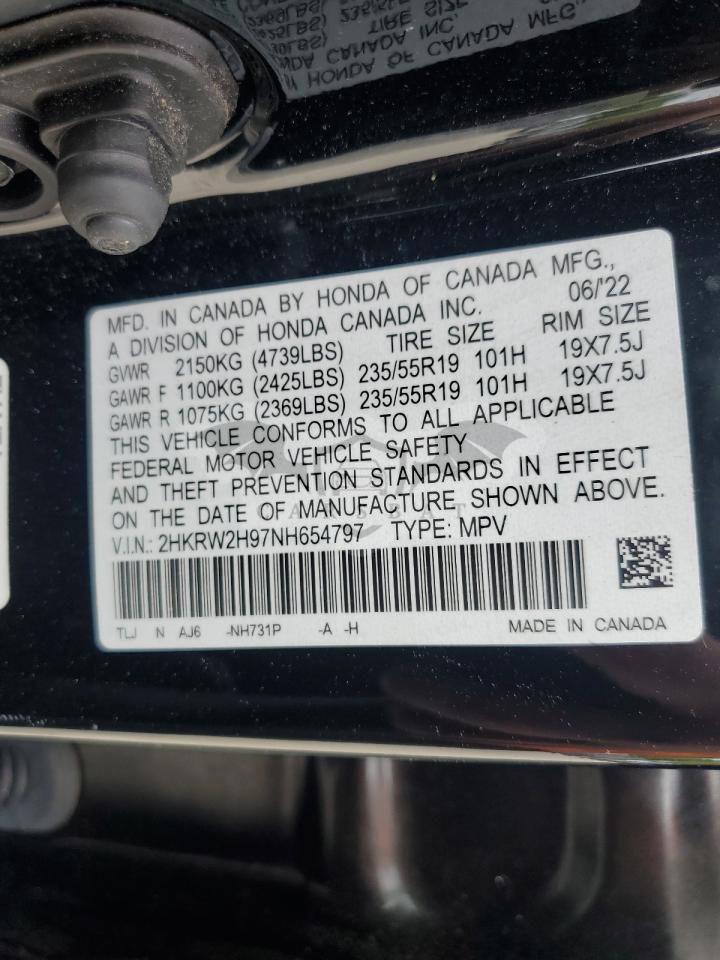 MFD. IN CANADA BY HONDA OF CANADA MFG.,
A DIVISION OF HONDA CANADA INC. 06/'22
GVWR 2150KG (4739LBS) TIRE SIZE RIM SIZE
GAWR F 1100KG (2425LBS) 235/55R19 101H 19X7.5J
GAWR R 1075KG (2369LBS) 235/55R19 101H 19X7.5J
THIS VEHICLE CONFORMS TO ALL APPLICABLE
FEDERAL MOTOR VEHICLE SAFETY
AND THEFT PREVENTION STANDARDS IN EFFECT
ON THE DATE OF MANUFACTURE SHOWN ABOVE.
V.I.N.: 2HKRW2H97NH654797 TYPE: MPV
TLJ N AJ6 -NH731P -A -H MADE IN CANADA